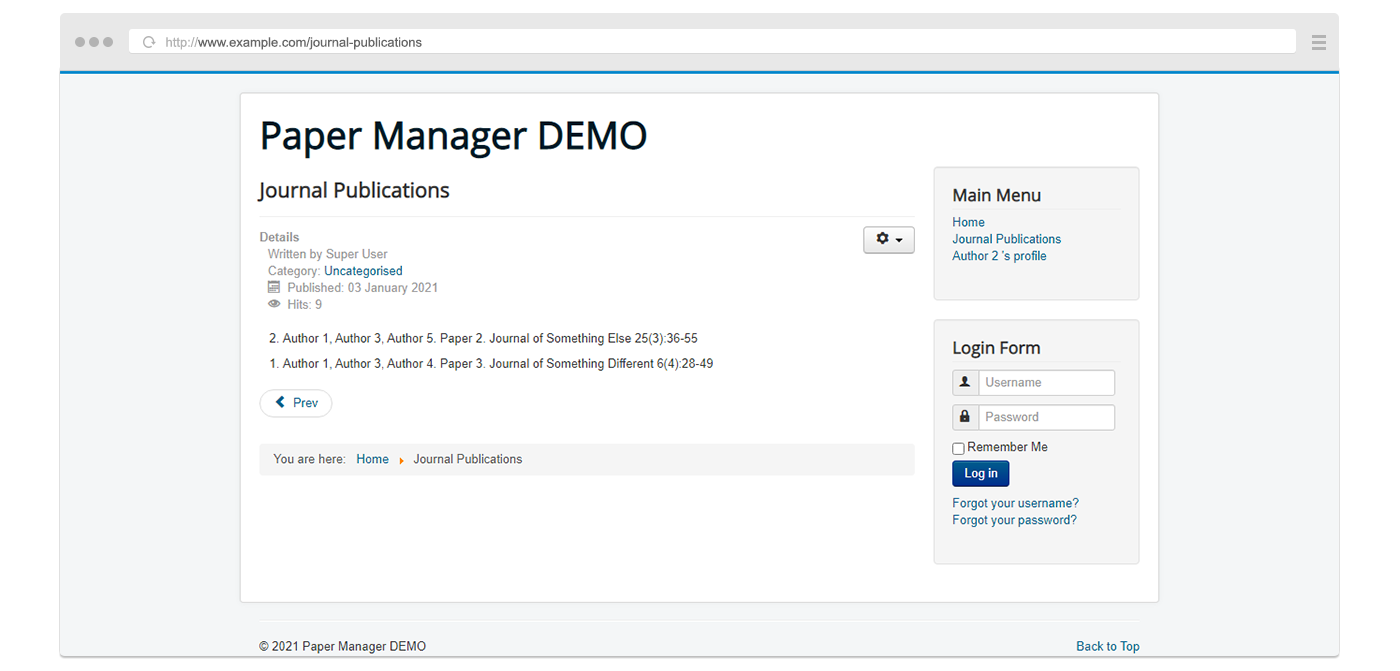 http://www.example.com/journal-publications
Paper Manager DEMO
Journal Publications
Details
Written by Super User
Category: Uncategorised
Published: 03 January 2021
Hits: 9
2. Author 1, Author 3, Author 5. Paper 2. Journal of Something Else 25(3):36-55
1. Author 1, Author 3, Author 4. Paper 3. Journal of Something Different 6(4):28-49
Prev
You are here: Home Journal Publications
Main Menu
Home
Journal Publications
Author 2 's profile
Login Form
Username
Password
Remember Me
Log in
Forgot your username?
Forgot your password?
© 2021 Paper Manager DEMO
Back to Top